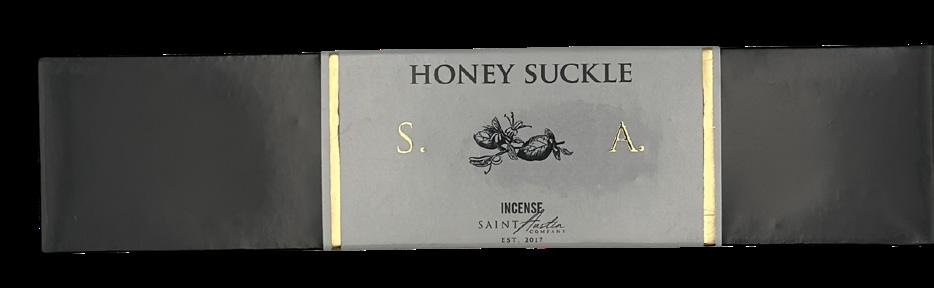 HONEY SUCKLE
S. A.
INCENSE
SAINT Austin
COMPANY
EST. 2017